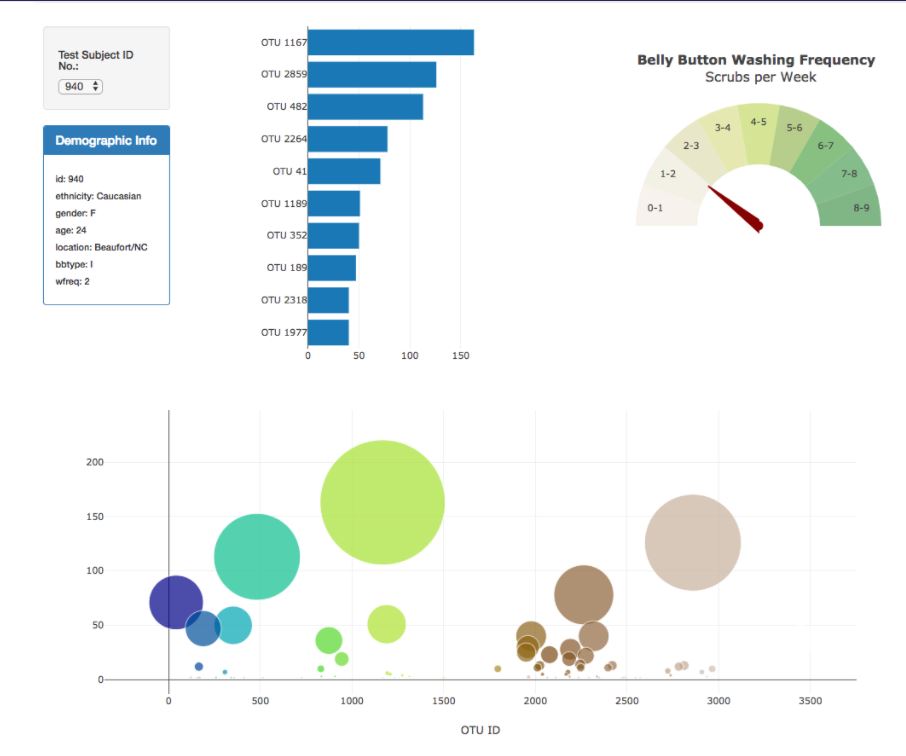 Test Subject ID
No.:
940
Demographic Info
id: 940
ethnicity: Caucasian
gender: F
age: 24
location: Beaufort/NC
bbtype: I
wfreq: 2
OTU 1167
OTU 2859
OTU 482
OTU 2264
OTU 41
OTU 1189
OTU 352
OTU 189
OTU 2318
OTU 1977
0 50 100 150
Belly Button Washing Frequency
Scrubs per Week
0-1
1-2
2-3
3-4
4-5
5-6
6-7
7-8
8-9
200
150
100
50
0
0 500 1000 1500 2000 2500 3000 3500
OTU ID